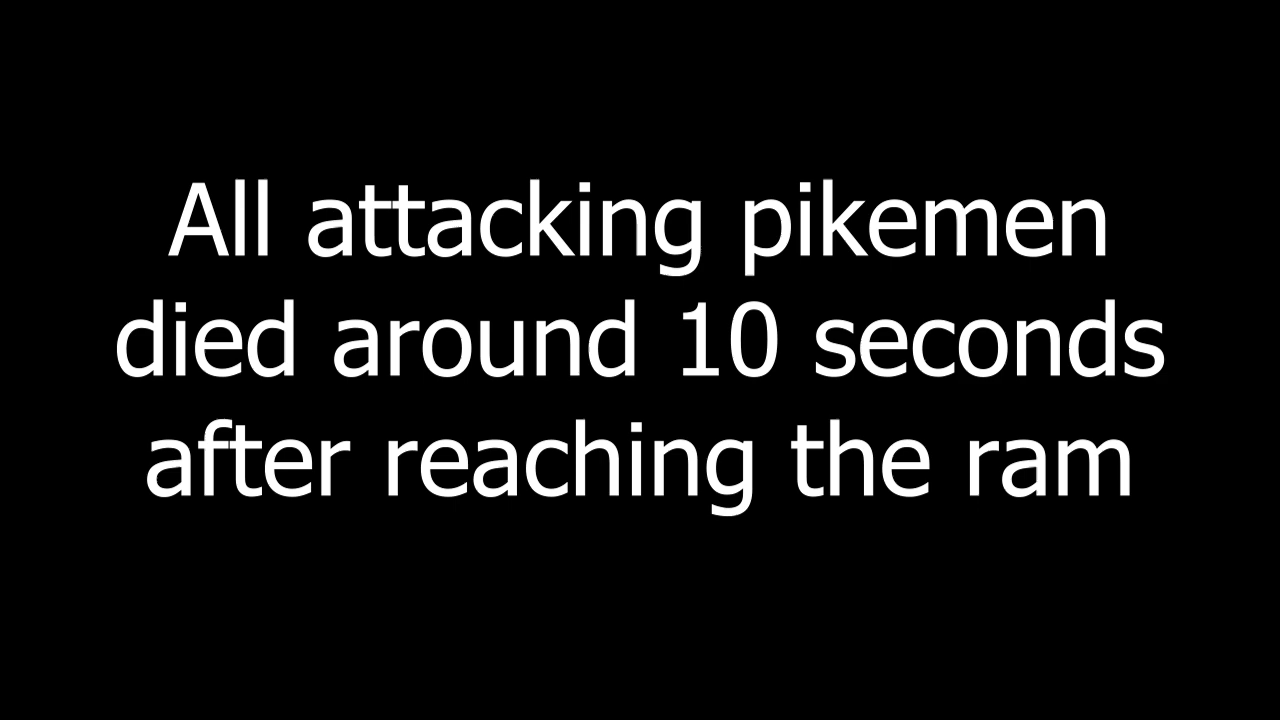 All attacking pikemen
died around 10 seconds
after reaching the ram